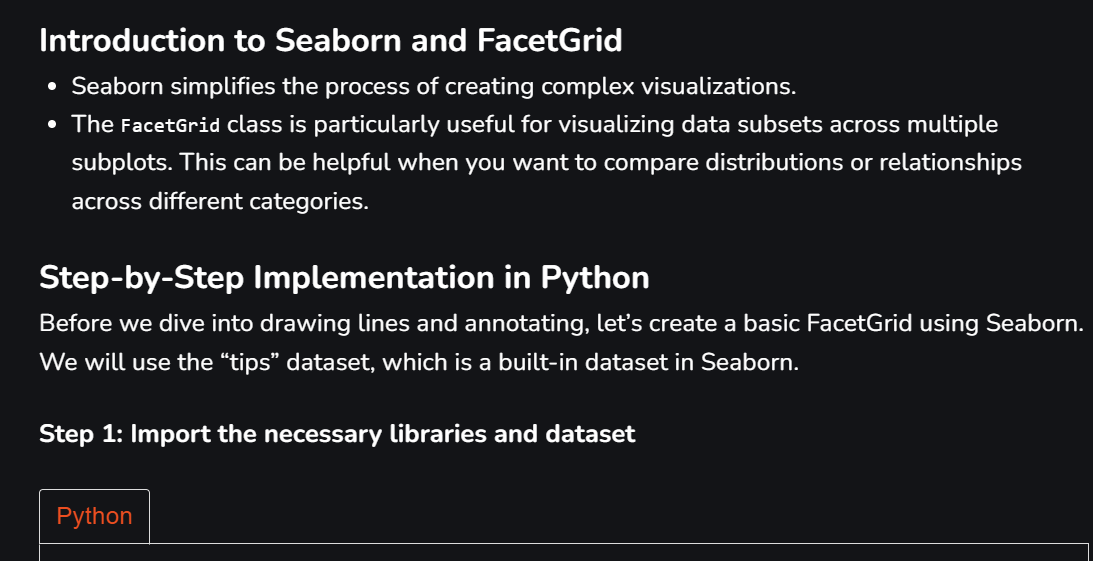 Introduction to Seaborn and FacetGrid
• Seaborn simplifies the process of creating complex visualizations.
• The FacetGrid class is particularly useful for visualizing data subsets across multiple
subplots. This can be helpful when you want to compare distributions or relationships
across different categories.
Step-by-Step Implementation in Python
Before we dive into drawing lines and annotating, let’s create a basic FacetGrid using Seaborn.
We will use the “tips” dataset, which is a built-in dataset in Seaborn.
Step 1: Import the necessary libraries and dataset
Python